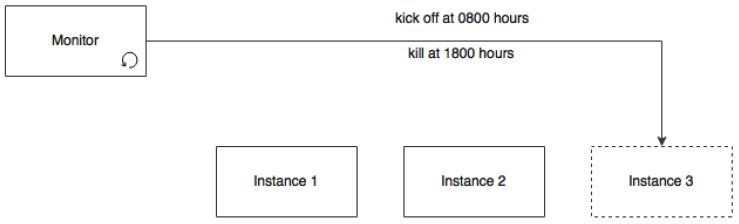 kick off at 0800 hours
Monitor
kill at 1800 hours
Instance 1
Instance 2
Instance 3